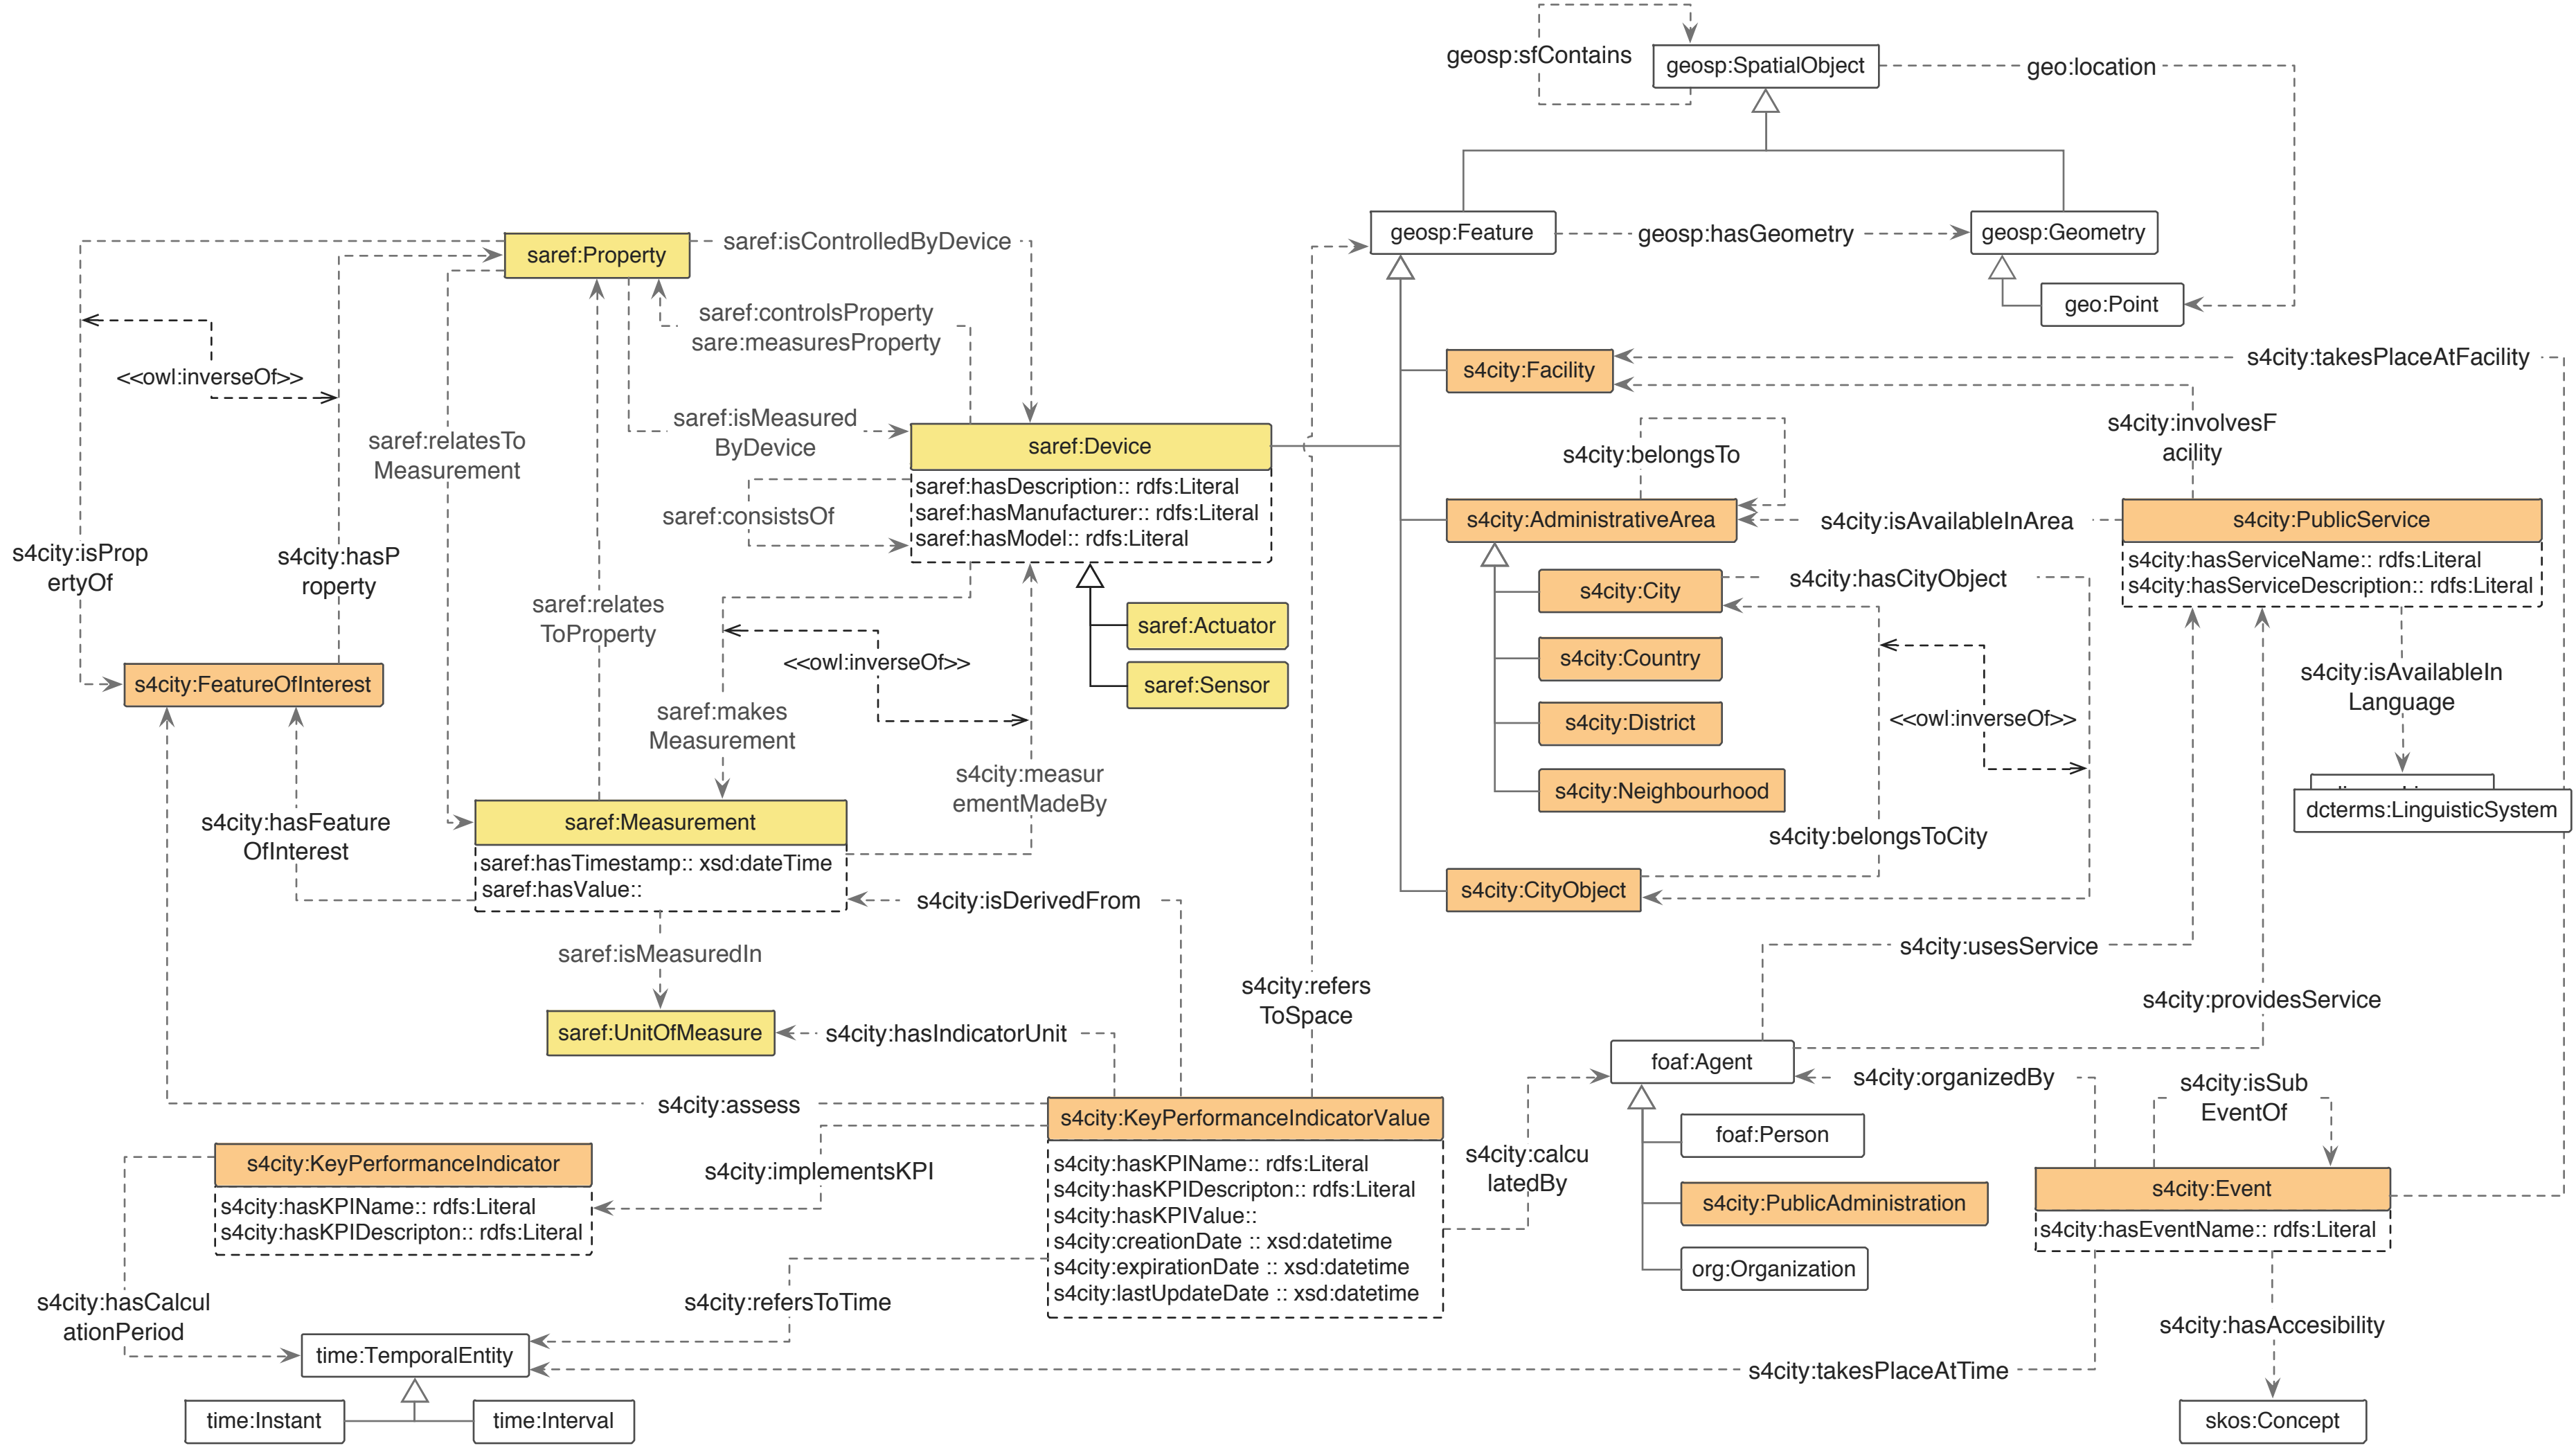 geosp:sfContains
geosp:SpatialObject
geo:location
geosp:Feature
geosp:hasGeometry
geosp:Geometry
geo:Point
saref:Property
saref:isControlledByDevice
saref:controlsProperty
sare:measuresProperty
<<owl:inverseOf>>
saref:relatesTo
Measurement
saref:isMeasured
ByDevice
saref:Device
saref:hasDescription:: rdfs:Literal
saref:hasManufacturer:: rdfs:Literal
saref:hasModel:: rdfs:Literal
saref:consistsOf
s4city:isProp
ertyOf
s4city:hasP
roperty
saref:relates
ToProperty
saref:Actuator
saref:Sensor
<<owl:inverseOf>>
s4city:FeatureOfInterest
saref:makes
Measurement
s4city:measur
ementMadeBy
s4city:hasFeature
OfInterest
saref:Measurement
saref:hasTimestamp:: xsd:dateTime
saref:hasValue::
s4city:isDerivedFrom
saref:isMeasuredIn
saref:UnitOfMeasure
s4city:hasIndicatorUnit
s4city:refers
ToSpace
s4city:Facility
s4city:takesPlaceAtFacility
s4city:involvesF
acility
s4city:belongsTo
s4city:AdministrativeArea
s4city:isAvailableInArea
s4city:PublicService
s4city:hasServiceName:: rdfs:Literal
s4city:hasServiceDescription:: rdfs:Literal
s4city:City
s4city:hasCityObject
s4city:Country
s4city:District
s4city:Neighbourhood
<<owl:inverseOf>>
s4city:isAvailableIn
Language
dcterms:LinguisticSystem
s4city:belongsToCity
s4city:CityObject
s4city:usesService
s4city:providesService
foaf:Agent
s4city:organizedBy
s4city:isSub
EventOf
foaf:Person
s4city:PublicAdministration
org:Organization
s4city:Event
s4city:hasEventName:: rdfs:Literal
s4city:hasAccesibility
skos:Concept
s4city:assess
s4city:KeyPerformanceIndicatorValue
s4city:hasKPIName:: rdfs:Literal
s4city:hasKPIDescripton:: rdfs:Literal
s4city:hasKPIValue::
s4city:creationDate :: xsd:datetime
s4city:expirationDate :: xsd:datetime
s4city:lastUpdateDate :: xsd:datetime
s4city:calcu
latedBy
s4city:KeyPerformanceIndicator
s4city:hasKPIName:: rdfs:Literal
s4city:hasKPIDescripton:: rdfs:Literal
s4city:implementsKPI
s4city:hasCalcul
ationPeriod
s4city:refersToTime
time:TemporalEntity
s4city:takesPlaceAtTime
time:Instant
time:Interval